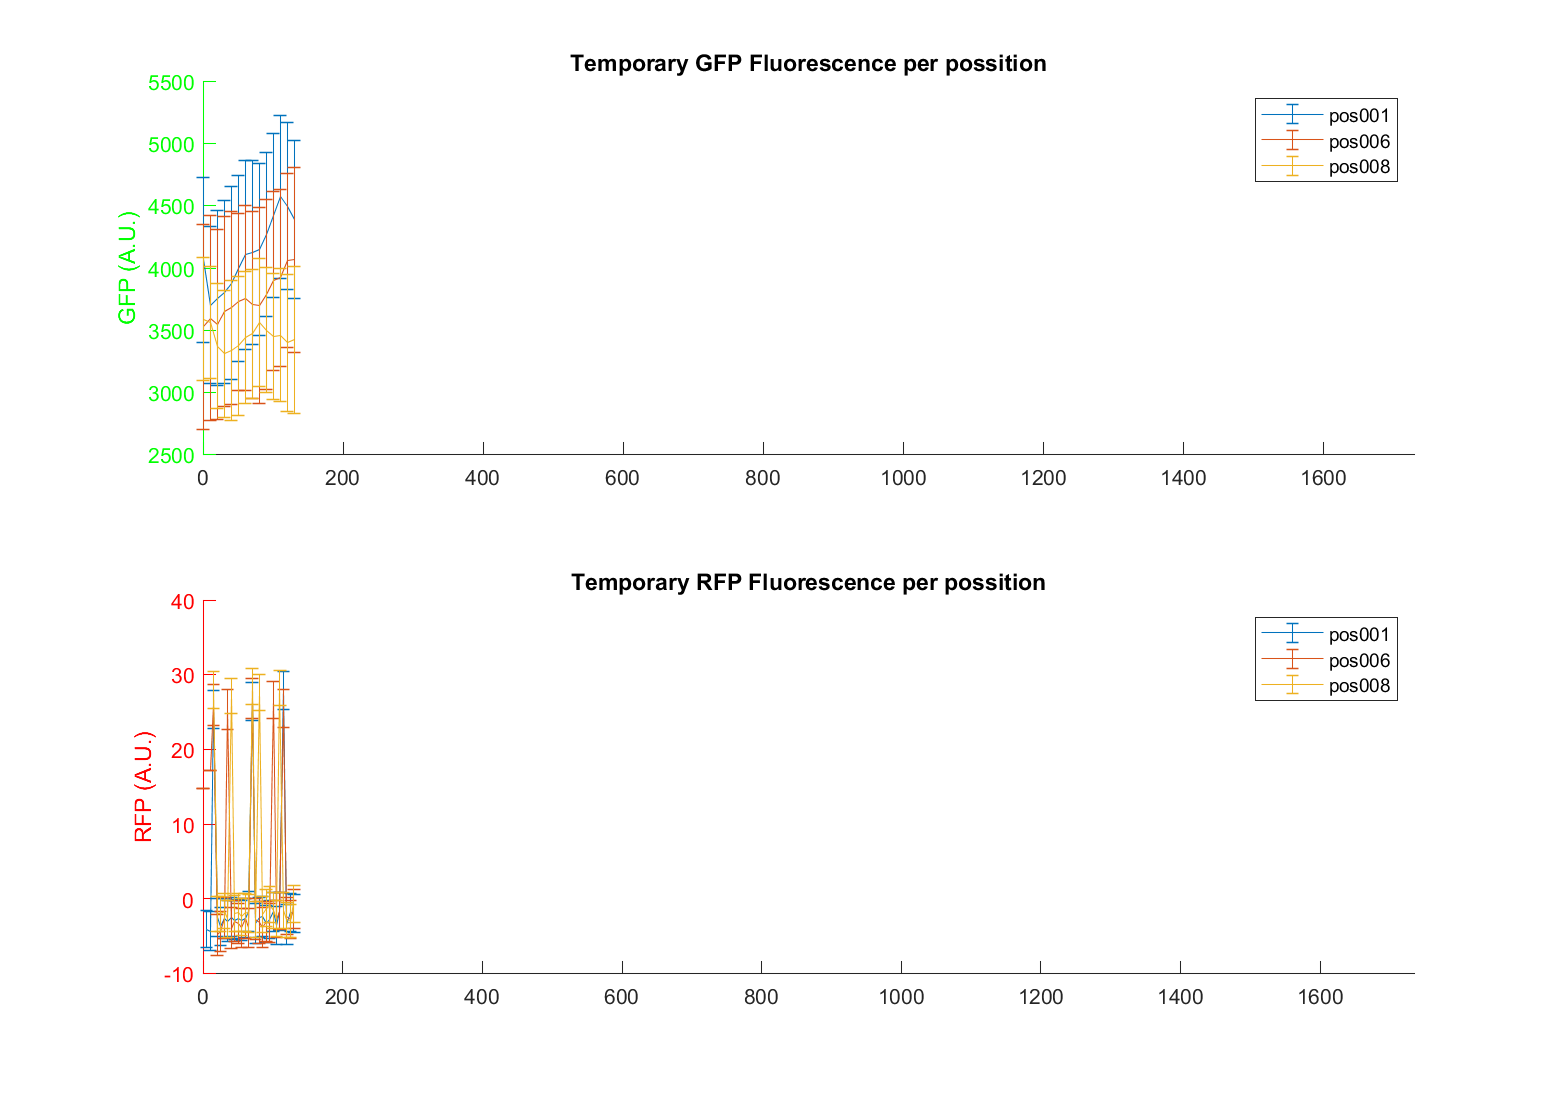 Temporary GFP Fluorescence per possition
5500
5000
4500
4000
3500
3000
2500
GFP (A.U.)
pos001
pos006
pos008
0 200 400 600 800 1000 1200 1400 1600
Temporary RFP Fluorescence per possition
40
30
20
10
0
-10
RFP (A.U.)
pos001
pos006
pos008
0 200 400 600 800 1000 1200 1400 1600